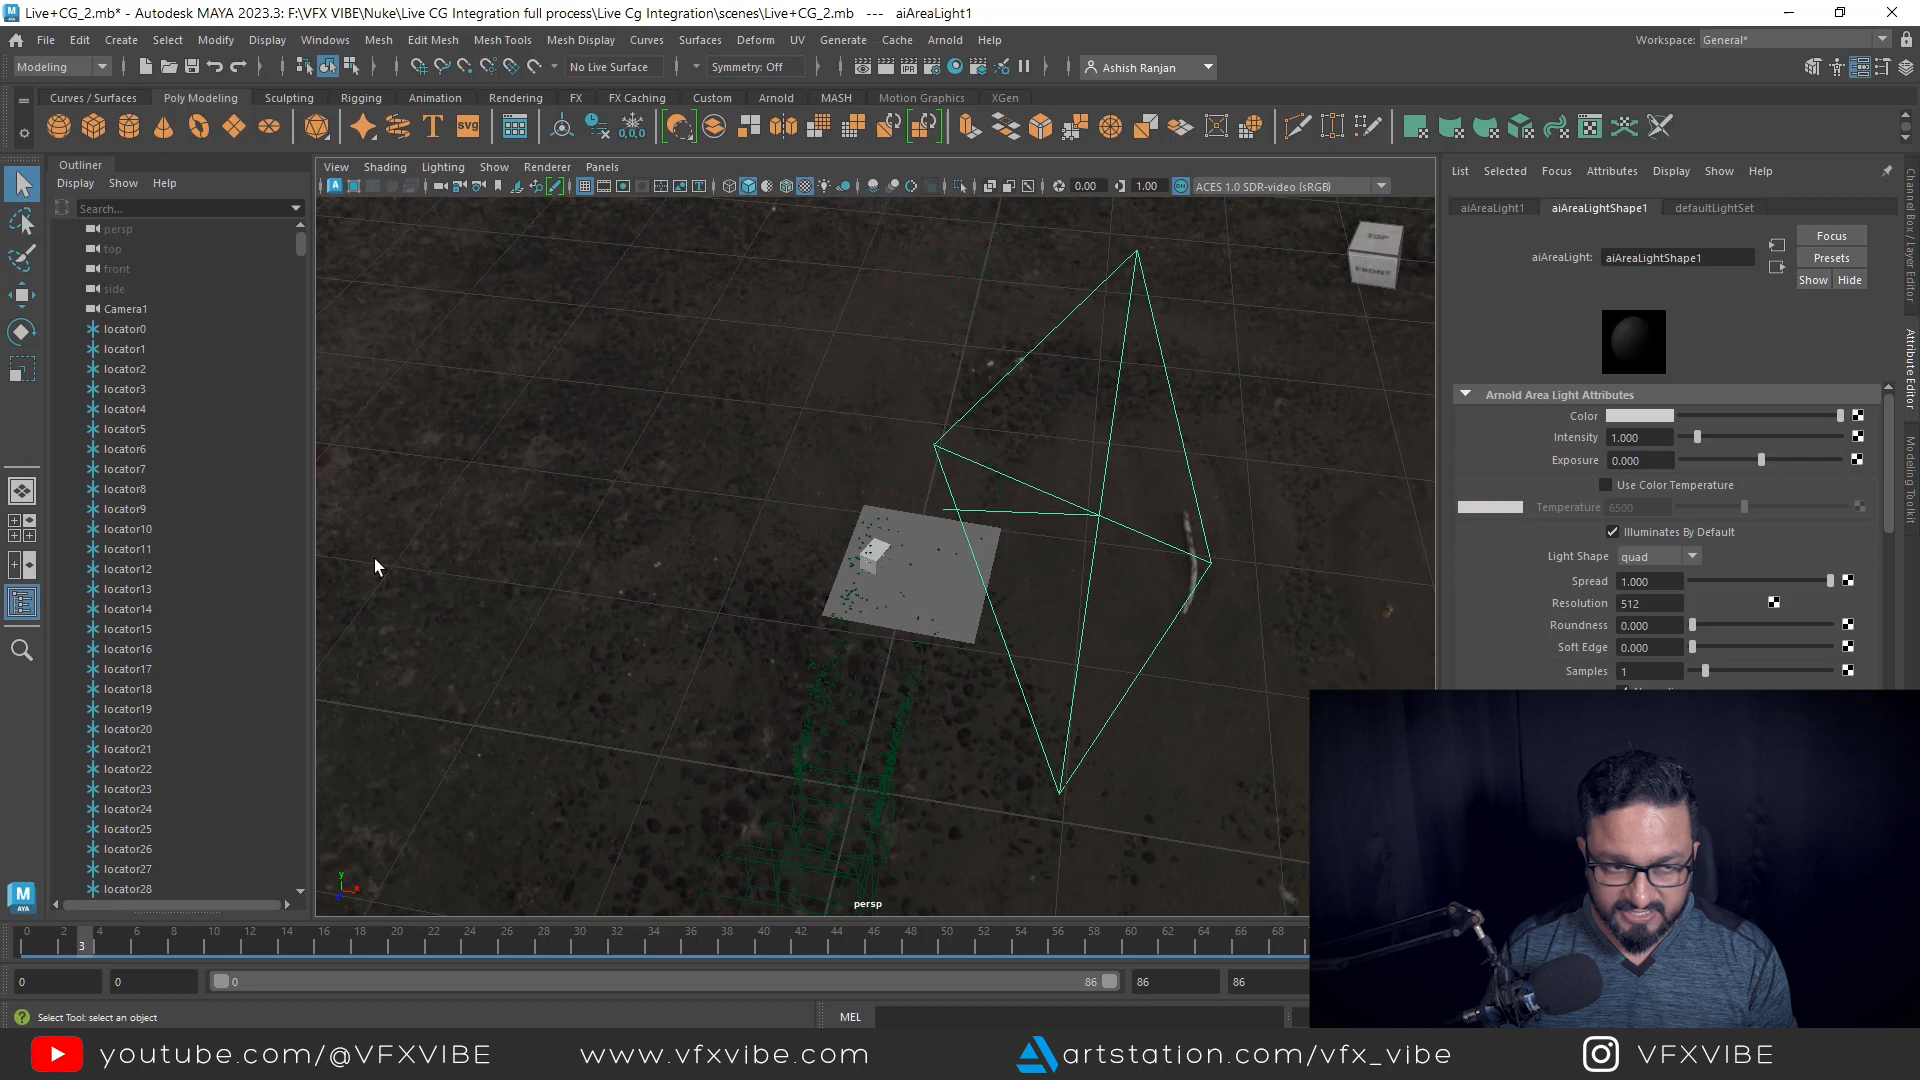 Live+CG_2.mb* - Autodesk MAYA 2023.3: F:\VFX VIBE\Nuke\Live CG Integration full process\Live Cg Integration\scenes\Live+CG_2.mb --- aiAreaLight1
File Edit Create Select Modify Display Windows Mesh Edit Mesh Mesh Tools Mesh Display Curves Surfaces Deform UV Generate Cache Arnold Help Workspace: General*
Modeling No Live Surface Symmetry: Off Ashish Ranjan
Curves / Surfaces Poly Modeling Sculpting Rigging Animation Rendering FX FX Caching Custom Arnold MASH Motion Graphics XGen
Outliner
Display Show Help
Search...
persp
top
front
side
Camera1
locator0
locator1
locator2
locator3
locator4
locator5
locator6
locator7
locator8
locator9
locator10
locator11
locator12
locator13
locator14
locator15
locator16
locator17
locator18
locator19
locator20
locator21
locator22
locator23
locator24
locator25
locator26
locator27
locator28
View Shading Lighting Show Renderer Panels
0.00 1.00 ACES 1.0 SDR-video (sRGB)
TOP
FRONT
persp
List Selected Focus Attributes Display Show Help
aiAreaLight1 aiAreaLightShape1 defaultLightSet
aiAreaLight: aiAreaLightShape1
Focus
Presets
Show Hide
Arnold Area Light Attributes
Color
Intensity 1.000
Exposure 0.000
Use Color Temperature
Temperature 6500
Illuminates By Default
Light Shape quad
Spread 1.000
Resolution 512
Roundness 0.000
Soft Edge 0.000
Samples 1
Channel Box / Layer Editor
Attribute Editor
Modeling Toolkit
0 2 4 6 8 10 12 14 16 18 20 22 24 26 28 30 32 34 36 38 40 42 44 46 48 50 52 54 56 58 60 62 64 66 68
3
0 0 0 86 86 86
Select Tool: select an object
MEL
youtube.com/@VFXVIBE www.vfxvibe.com artstation.com/vfx_vibe VFXVIBE